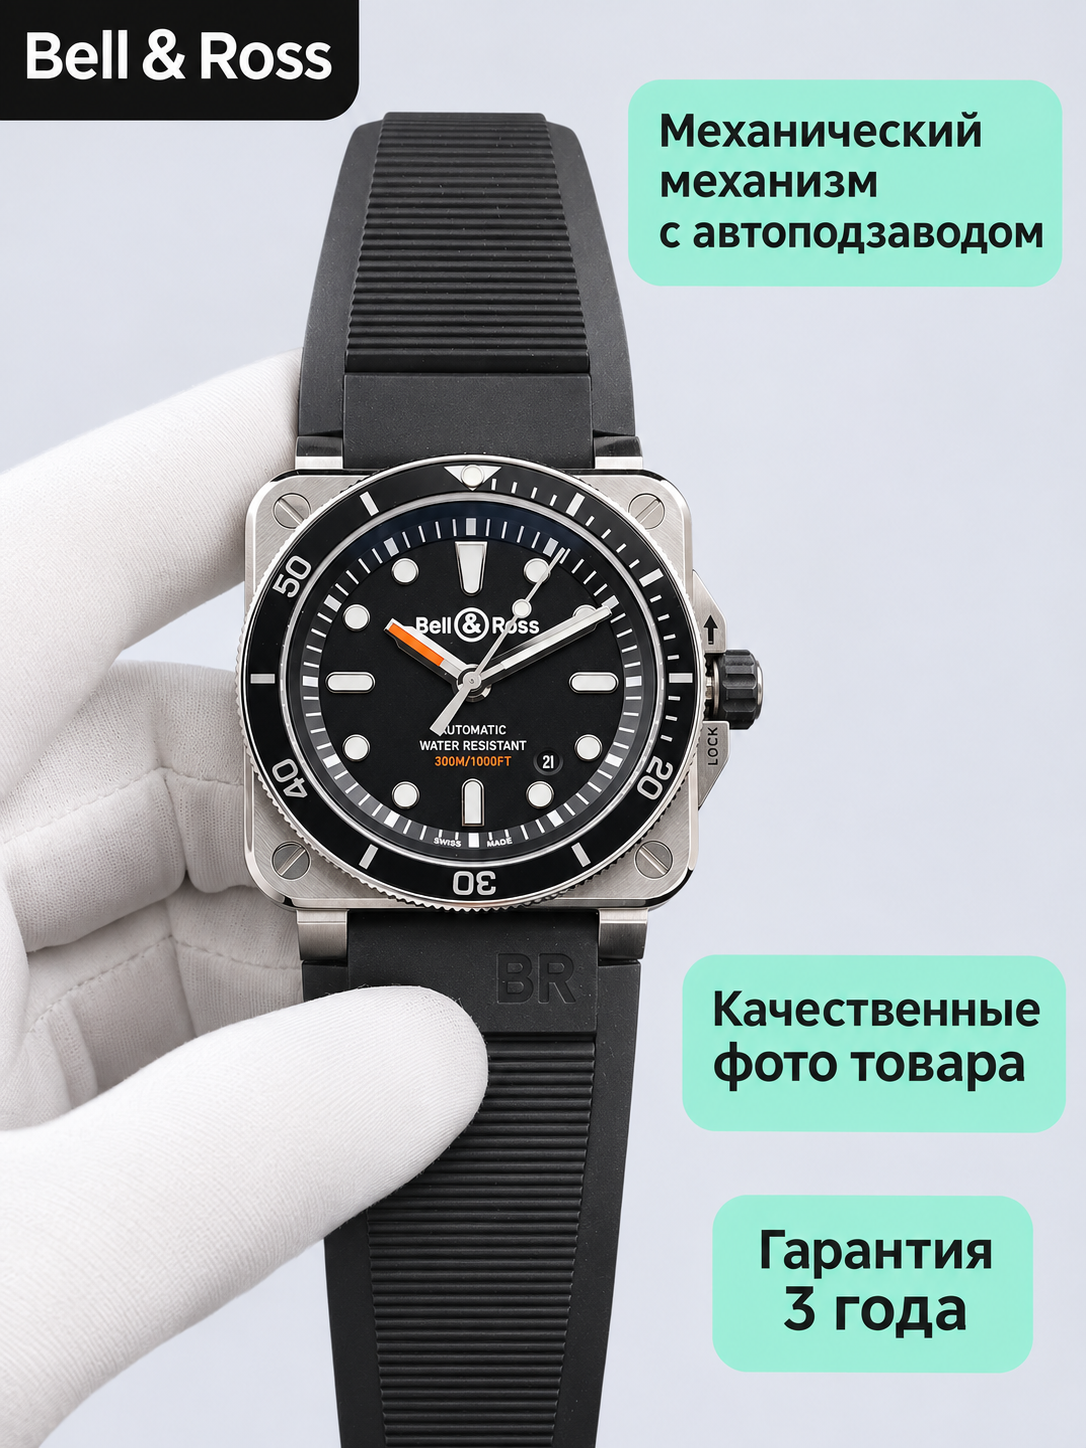 Bell & Ross
Механический
механизм
с автоподзаводом
50
Bell & Ross
AUTOMATIC
WATER RESISTANT
300M/1000FT
21
LOCK
40
20
SWISS MADE
30
BR
Качественные
фото товара
Гарантия
3 года